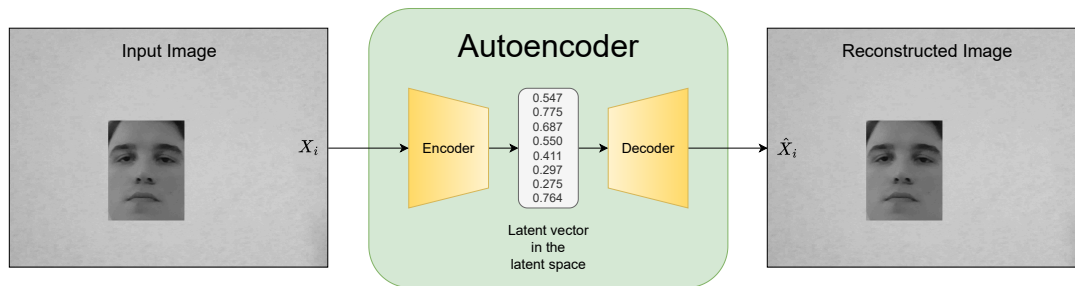 Input Image
X_i
Autoencoder
Encoder
0.547
0.775
0.687
0.550
0.411
0.297
0.275
0.764
Decoder
Latent vector
in the
latent space
Reconstructed Image
X̂_i